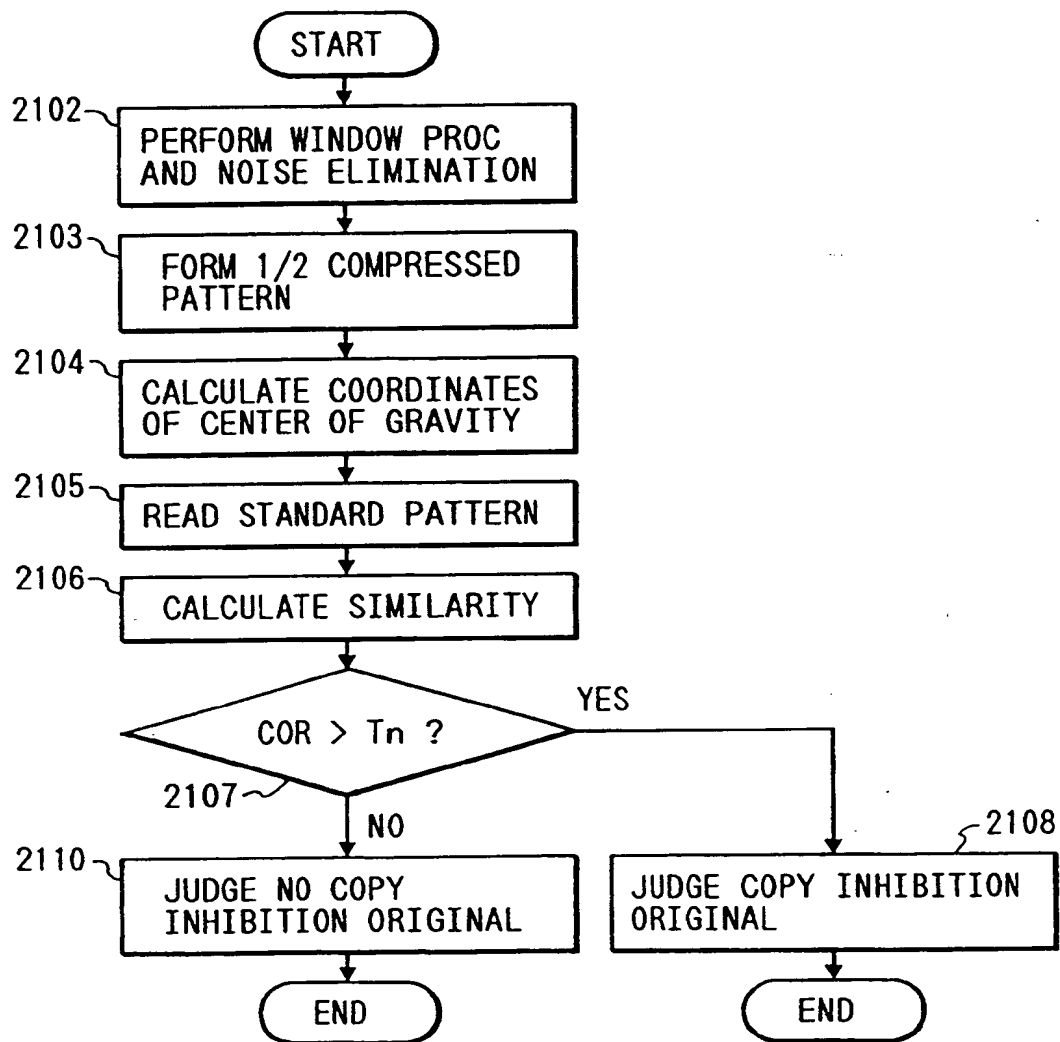 START
2102
PERFORM WINDOW PROC
AND NOISE ELIMINATION
2103
FORM 1/2 COMPRESSED
PATTERN
2104
CALCULATE COORDINATES
OF CENTER OF GRAVITY
2105
READ STANDARD PATTERN
2106
CALCULATE SIMILARITY
COR > Tn ?
YES
2107
NO
2110
JUDGE NO COPY
INHIBITION ORIGINAL
END
2108
JUDGE COPY INHIBITION
ORIGINAL
END